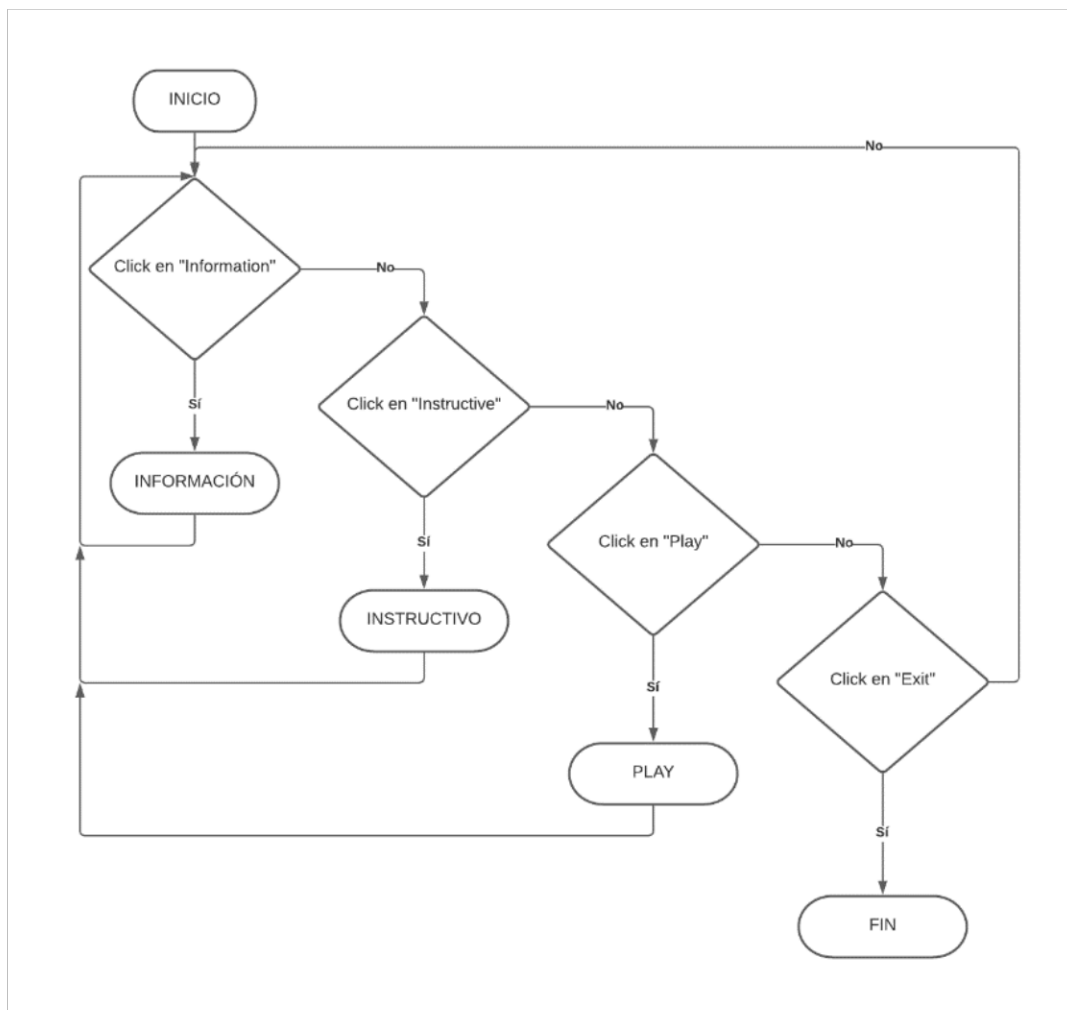 INICIO
No
Click en "Information"
No
Sí
Click en "Instructive"
No
INFORMACIÓN
Sí
Click en "Play"
No
INSTRUCTIVO
Sí
Click en "Exit"
PLAY
Sí
FIN